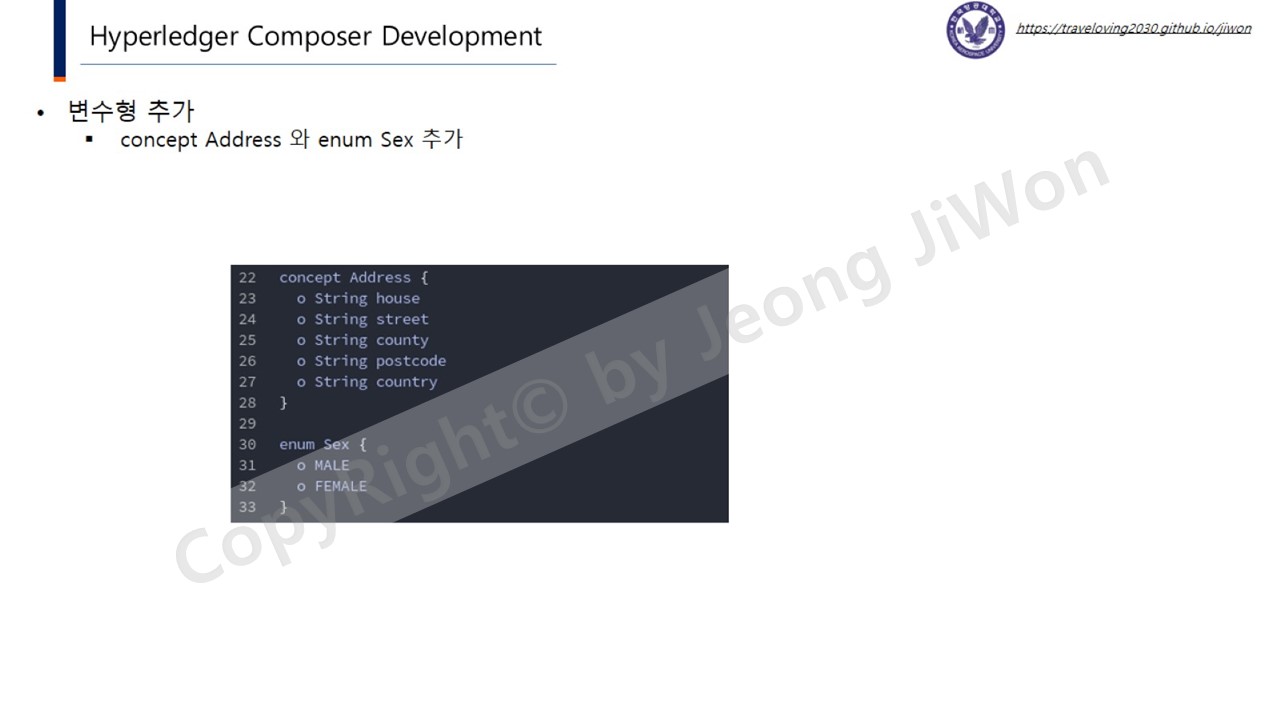 Hyperledger Composer Development
https://traveloving2030.github.io/jiwon
• 변수형 추가
▪ concept Address 와 enum Sex 추가
22 concept Address {
23 o String house
24 o String street
25 o String county
26 o String postcode
27 o String country
28 }
29
30 enum Sex {
31 o MALE
32 o FEMALE
33 }
CopyRight© by Jeong JiWon